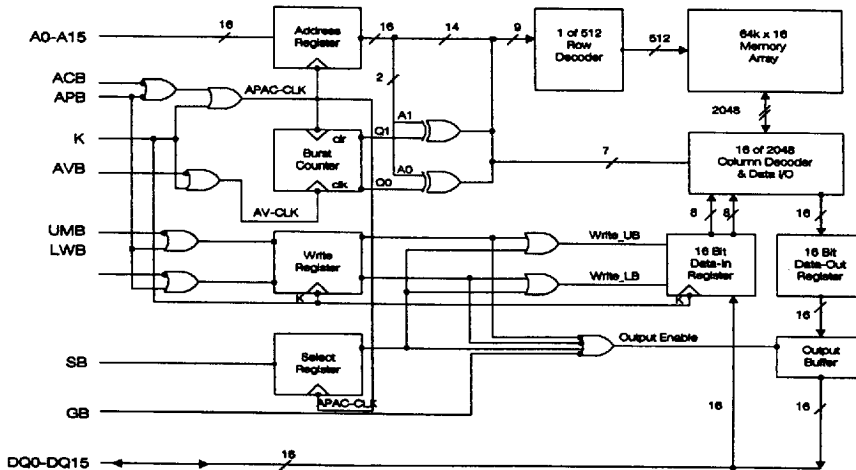 A0-A15
16
Address
Register
16
14
9
1 of 512
Row
Decoder
512
64k x 16
Memory
Array
ACB
APB
APAC-CLK
2
2048
K
clr
Burst
Counter
clk
Q1
A1
Q0
A0
7
16 of 2048
Column Decoder
& Data I/O
AVB
AV-CLK
8
8
16
UMB
LWB
Write
Register
K
Write_UB
Write_LB
16 Bit
Data-In
Register
K
16 Bit
Data-Out
Register
16
SB
Select
Register
APAC-CLK
Output Enable
Output
Buffer
GB
16
16
DQ0-DQ15
16